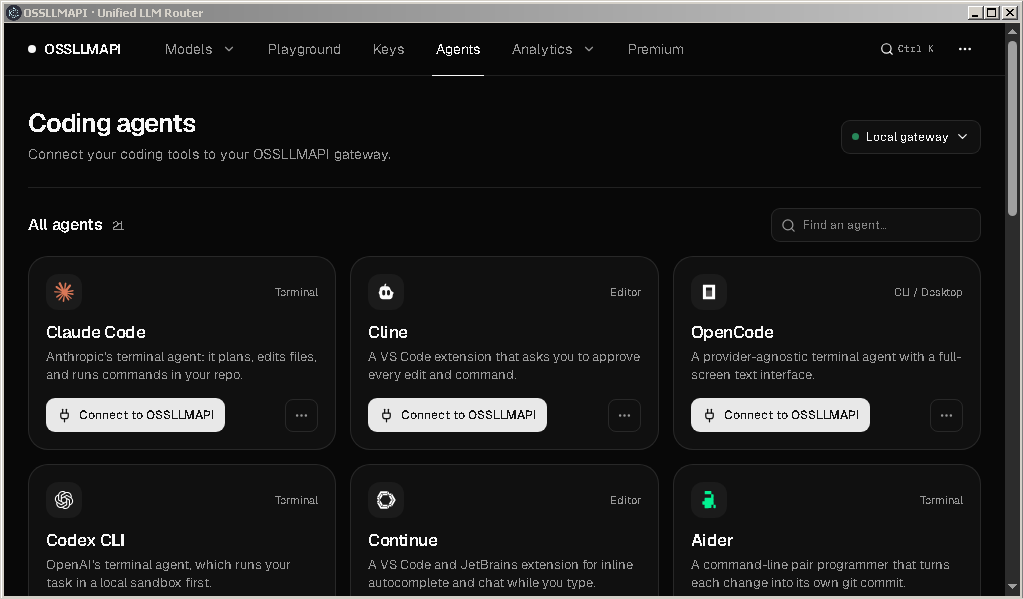 OSSLLMAPI · Unified LLM Router
OSSLLMAPI Models Playground Keys Agents Analytics Premium Ctrl K
Coding agents
Connect your coding tools to your OSSLLMAPI gateway.
Local gateway
All agents 21
Find an agent...
Terminal
Claude Code
Anthropic's terminal agent: it plans, edits files,
and runs commands in your repo.
Connect to OSSLLMAPI
Editor
Cline
A VS Code extension that asks you to approve
every edit and command.
Connect to OSSLLMAPI
CLI / Desktop
OpenCode
A provider-agnostic terminal agent with a full-
screen text interface.
Connect to OSSLLMAPI
Terminal
Codex CLI
OpenAI's terminal agent, which runs your
task in a local sandbox first.
Editor
Continue
A VS Code and JetBrains extension for inline
autocomplete and chat while you type.
Terminal
Aider
A command-line pair programmer that turns
each change into its own git commit.